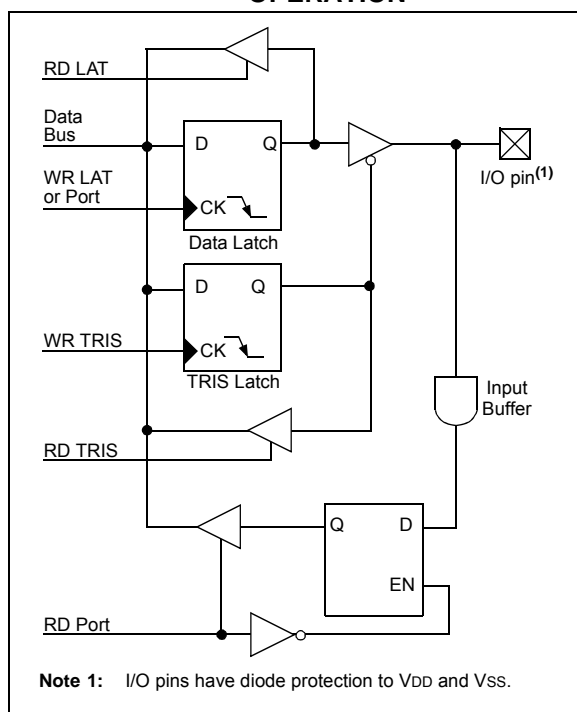 OPERATION
RD LAT
Data
Bus
D Q
WR LAT
or Port
CK
Data Latch
I/O pin(1)
D Q
WR TRIS
CK
TRIS Latch
Input
Buffer
RD TRIS
Q D
EN
RD Port
Note 1: I/O pins have diode protection to VDD and VSS.